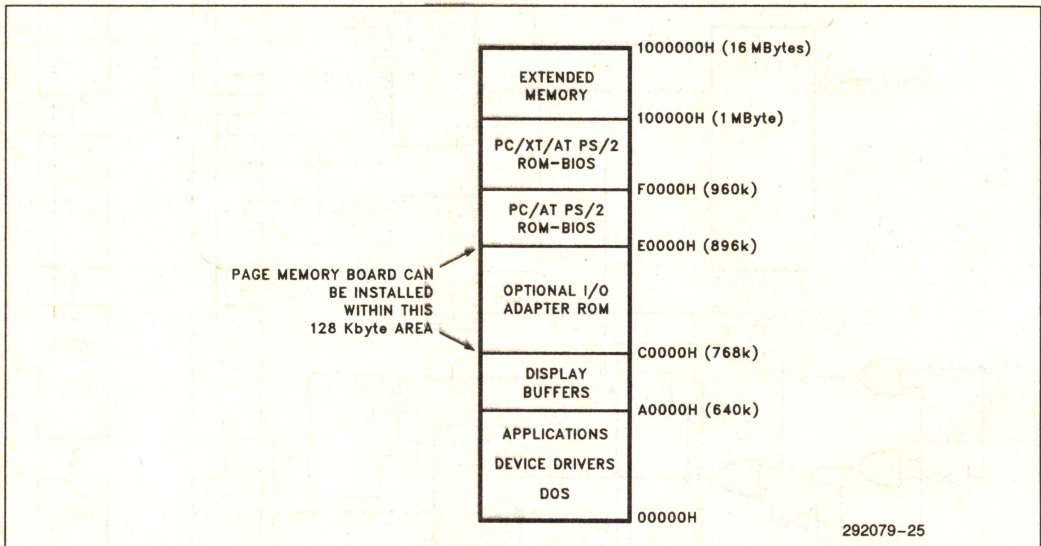 1000000H (16 MBytes)
EXTENDED
MEMORY
100000H (1 MByte)
PC/XT/AT PS/2
ROM-BIOS
F0000H (960k)
PC/AT PS/2
ROM-BIOS
E0000H (896k)
PAGE MEMORY BOARD CAN
BE INSTALLED
WITHIN THIS
128 Kbyte AREA
OPTIONAL I/O
ADAPTER ROM
C0000H (768k)
DISPLAY
BUFFERS
A0000H (640k)
APPLICATIONS
DEVICE DRIVERS
DOS
00000H
292079-25